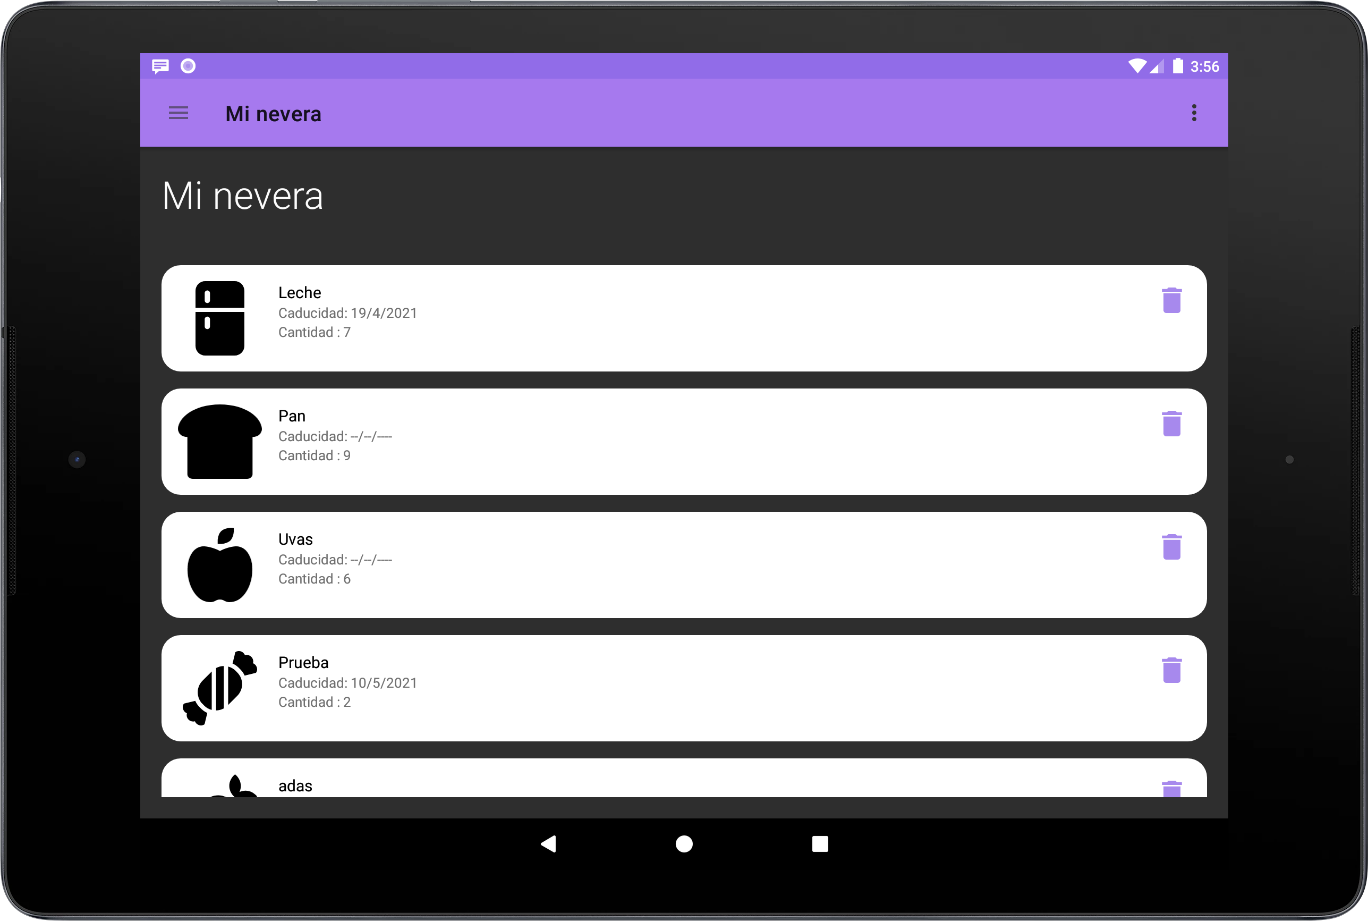 3:56
Mi nevera
Mi nevera
Leche
Caducidad: 19/4/2021
Cantidad : 7
Pan
Caducidad: --/--/----
Cantidad : 9
Uvas
Caducidad: --/--/----
Cantidad : 6
Prueba
Caducidad: 10/5/2021
Cantidad : 2
adas